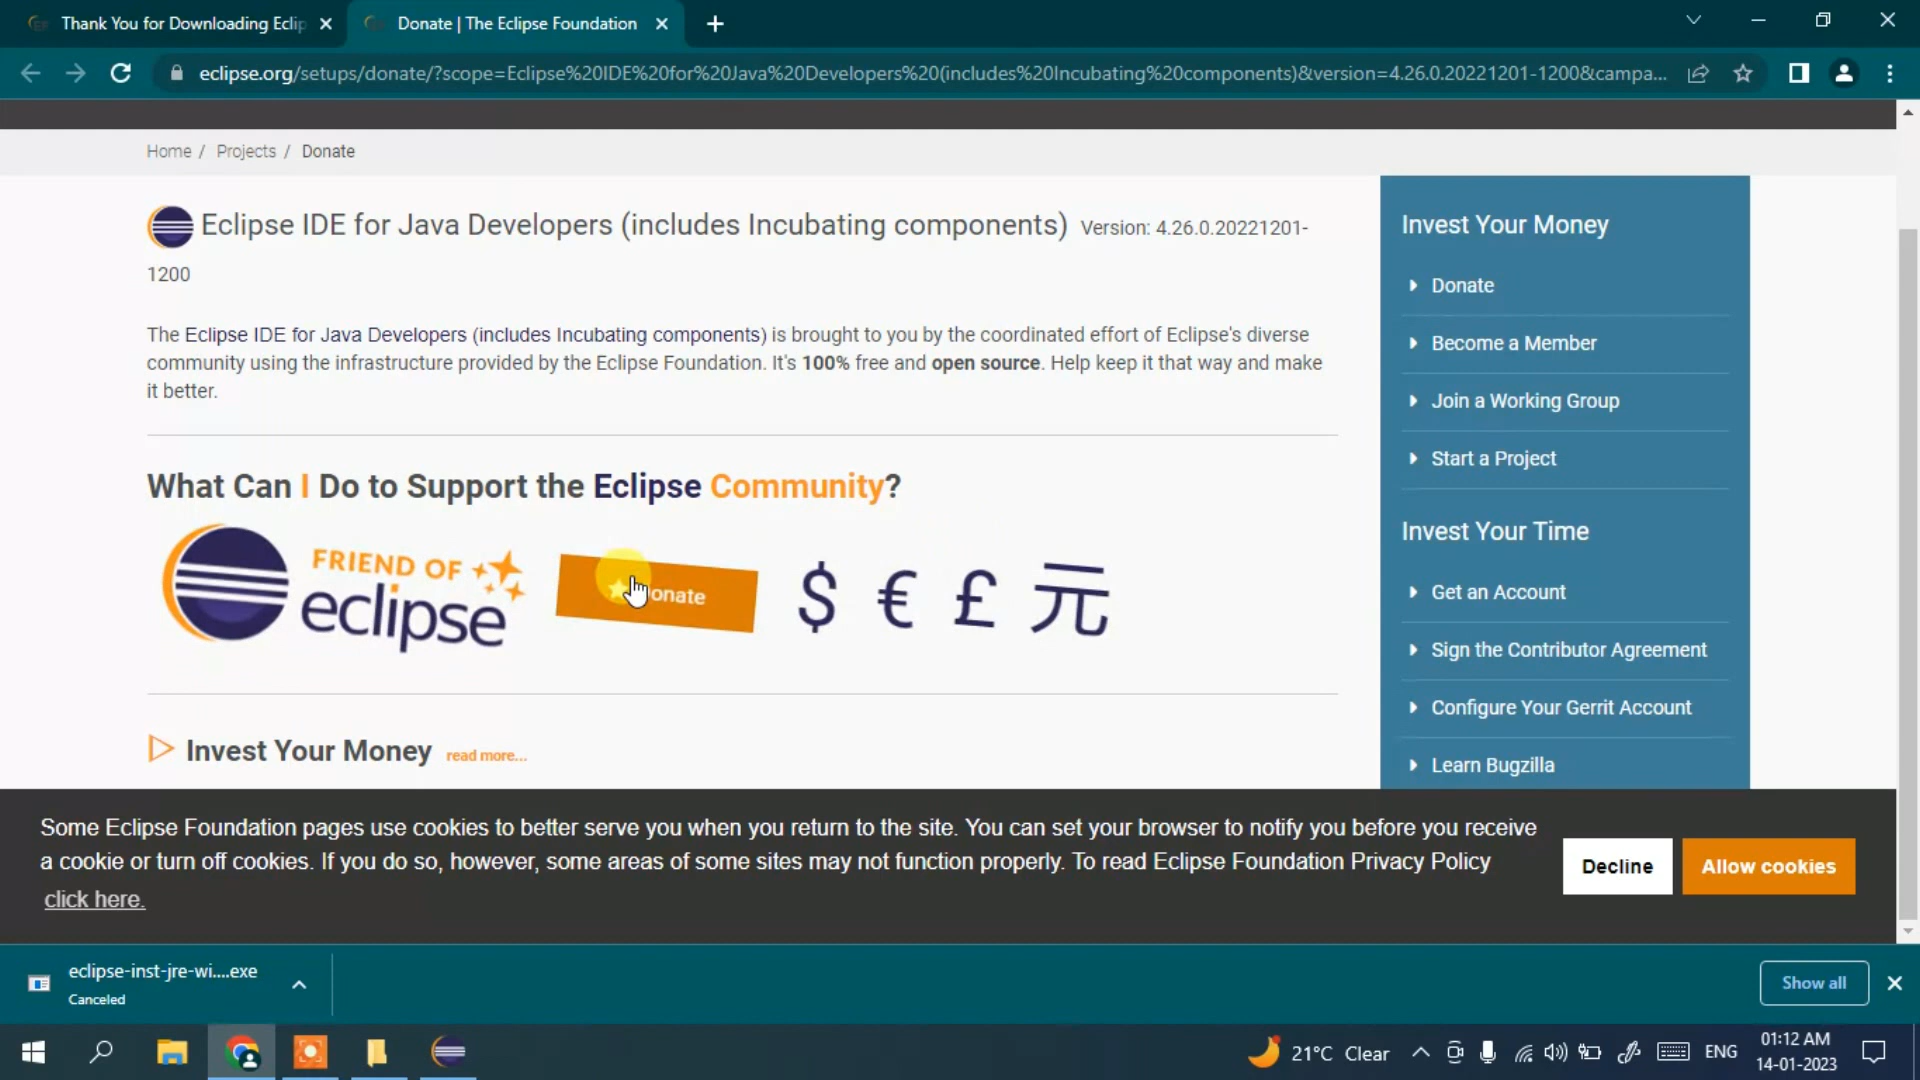 Thank You for Downloading Eclip
Donate | The Eclipse Foundation
eclipse.org/setups/donate/?scope=Eclipse%20IDE%20for%20Java%20Developers%20(includes%20Incubating%20components)&version=4.26.0.20221201-1200&campa...
Home / Projects / Donate
Eclipse IDE for Java Developers (includes Incubating components) Version: 4.26.0.20221201-
1200
The Eclipse IDE for Java Developers (includes Incubating components) is brought to you by the coordinated effort of Eclipse's diverse
community using the infrastructure provided by the Eclipse Foundation. It's 100% free and open source. Help keep it that way and make
it better.
What Can I Do to Support the Eclipse Community?
FRIEND OF
eclipse
onate
$ € £ 元
Invest Your Money read more...
Invest Your Money
Donate
Become a Member
Join a Working Group
Start a Project
Invest Your Time
Get an Account
Sign the Contributor Agreement
Configure Your Gerrit Account
Learn Bugzilla
Some Eclipse Foundation pages use cookies to better serve you when you return to the site. You can set your browser to notify you before you receive
a cookie or turn off cookies. If you do so, however, some areas of some sites may not function properly. To read Eclipse Foundation Privacy Policy
click here.
Decline
Allow cookies
eclipse-inst-jre-wi....exe
Canceled
Show all
21°C Clear
ENG
01:12 AM
14-01-2023